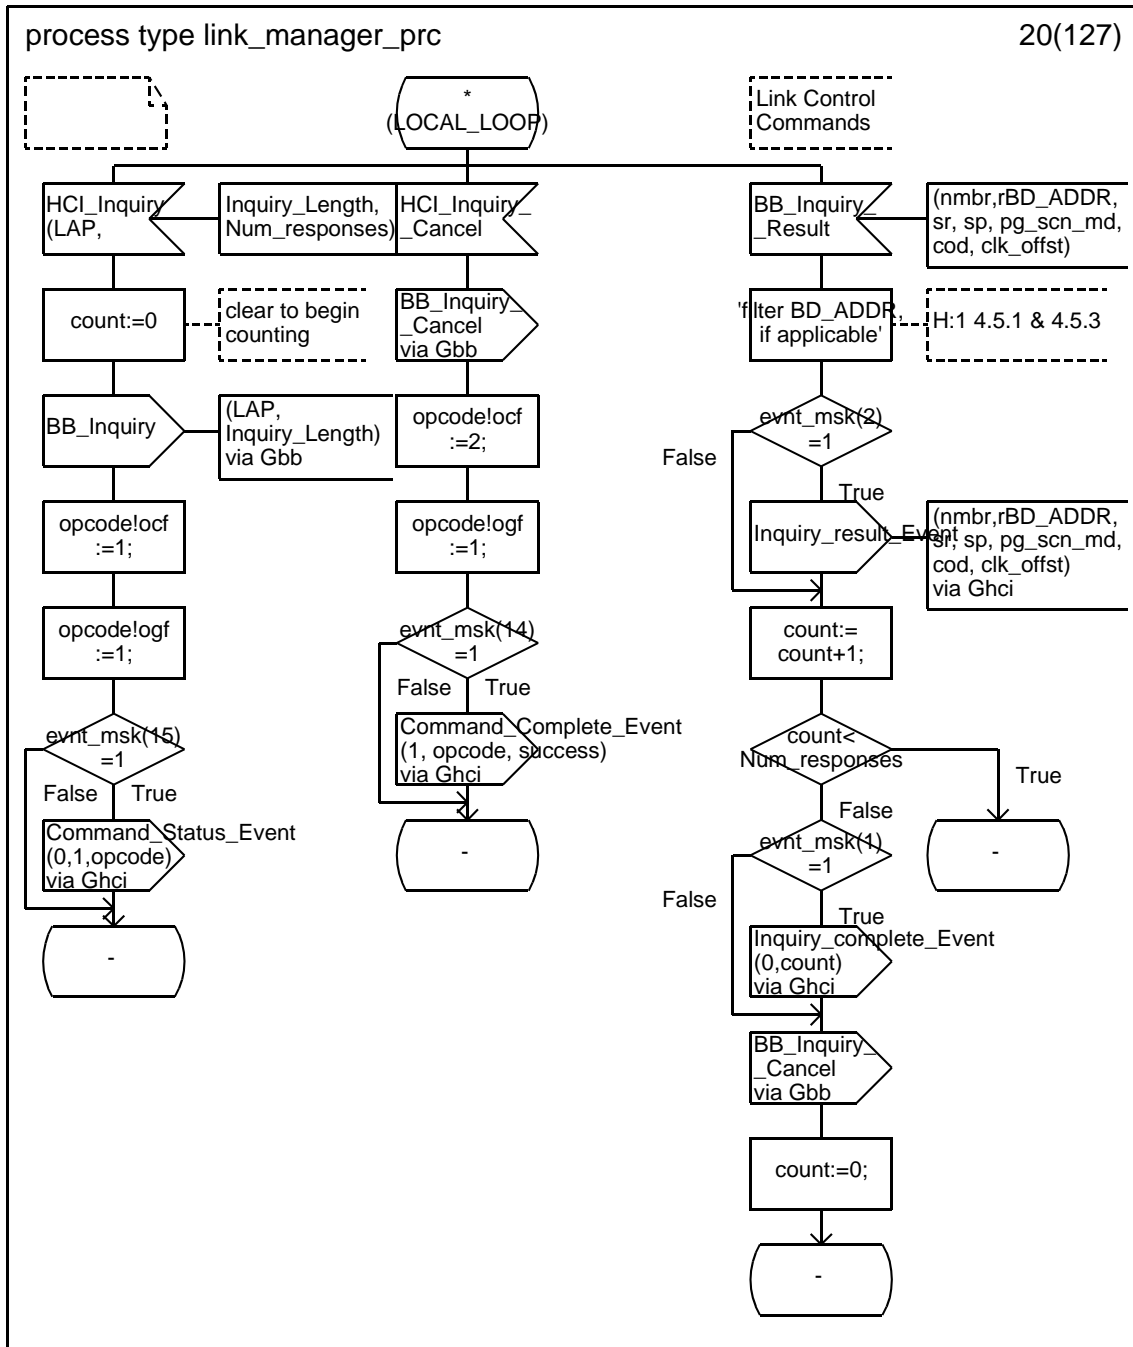 process type link_manager_prc
20(127)
*
(LOCAL_LOOP)
Link Control
Commands
HCI_Inquiry
(LAP,
Inquiry_Length,
Num_responses)
count:=0
clear to begin
counting
BB_Inquiry
(LAP,
Inquiry_Length)
via Gbb
opcode!ocf
:=1;
opcode!ogf
:=1;
evnt_msk(15)
=1
False
True
Command_Status_Event
(0,1,opcode)
via Ghci
-
HCI_Inquiry_
_Cancel
BB_Inquiry_
_Cancel
via Gbb
opcode!ocf
:=2;
opcode!ogf
:=1;
evnt_msk(14)
=1
False
True
Command_Complete_Event
(1, opcode, success)
via Ghci
-
BB_Inquiry_
_Result
(nmbr,rBD_ADDR,
sr, sp, pg_scn_md,
cod, clk_offst)
'filter BD_ADDR,
if applicable'
H:1 4.5.1 & 4.5.3
evnt_msk(2)
=1
False
True
Inquiry_result_Event
(nmbr,rBD_ADDR,
sr, sp, pg_scn_md,
cod, clk_offst)
via Ghci
count:=
count+1;
count<
Num_responses
True
False
-
evnt_msk(1)
=1
False
True
Inquiry_complete_Event
(0,count)
via Ghci
BB_Inquiry_
_Cancel
via Gbb
count:=0;
-